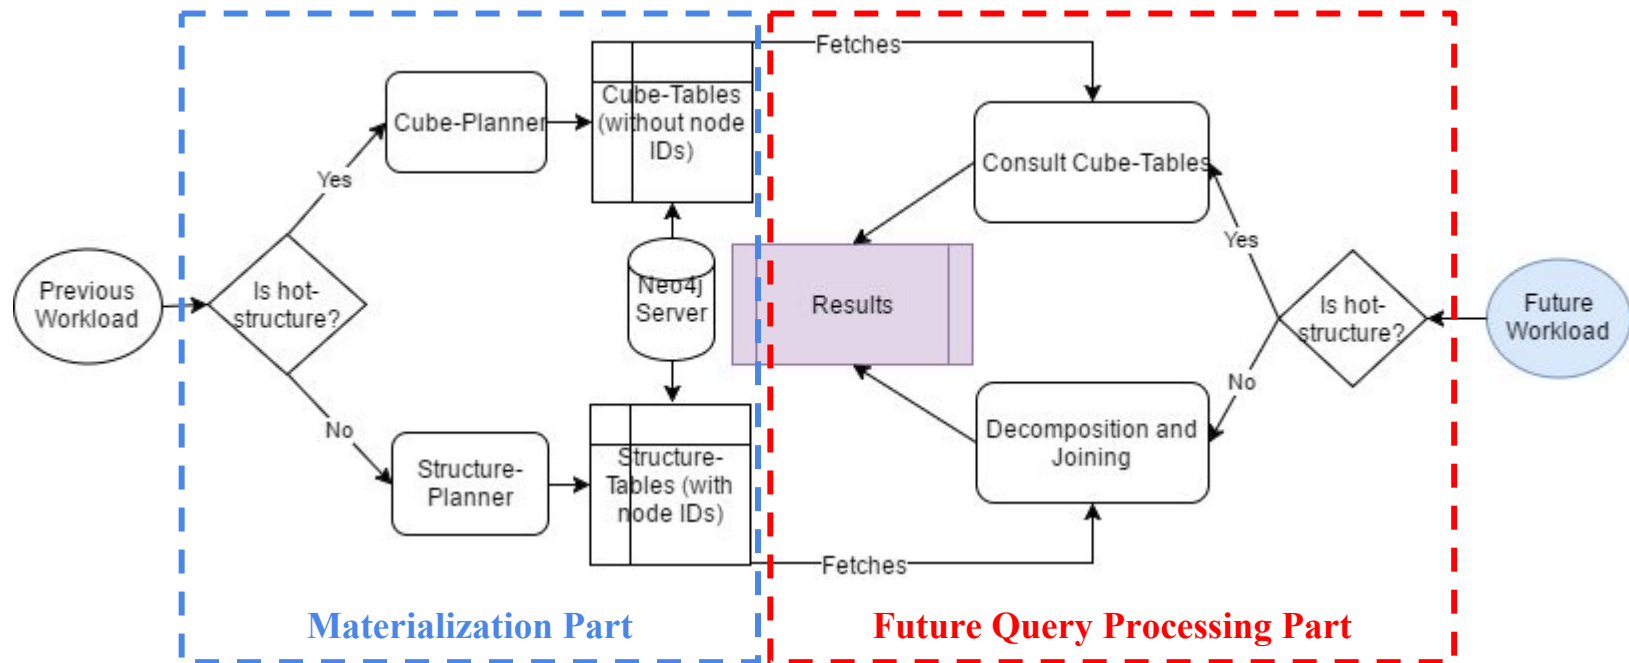 Fetches
Cube-Planner
Cube-Tables
(without node
IDs)
Consult Cube-Tables
Yes
Yes
Previous
Workload
Is hot-
structure?
Neo4j
Server
Results
Is hot-
structure?
Future
Workload
No
No
Structure-
Planner
Structure-
Tables (with
node IDs)
Decomposition and
Joining
Fetches
Materialization Part
Future Query Processing Part